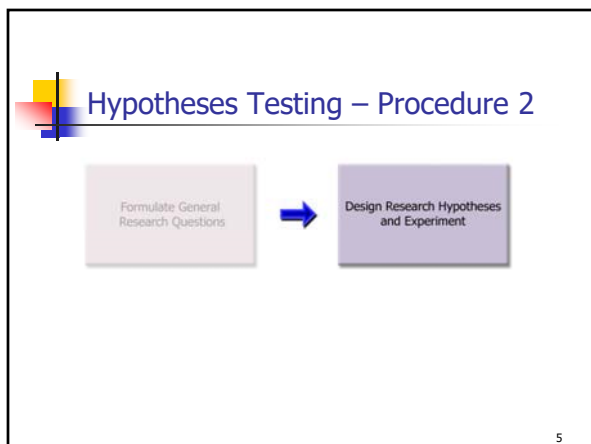 Hypotheses Testing – Procedure 2
Formulate General
Research Questions
Design Research Hypotheses
and Experiment
5